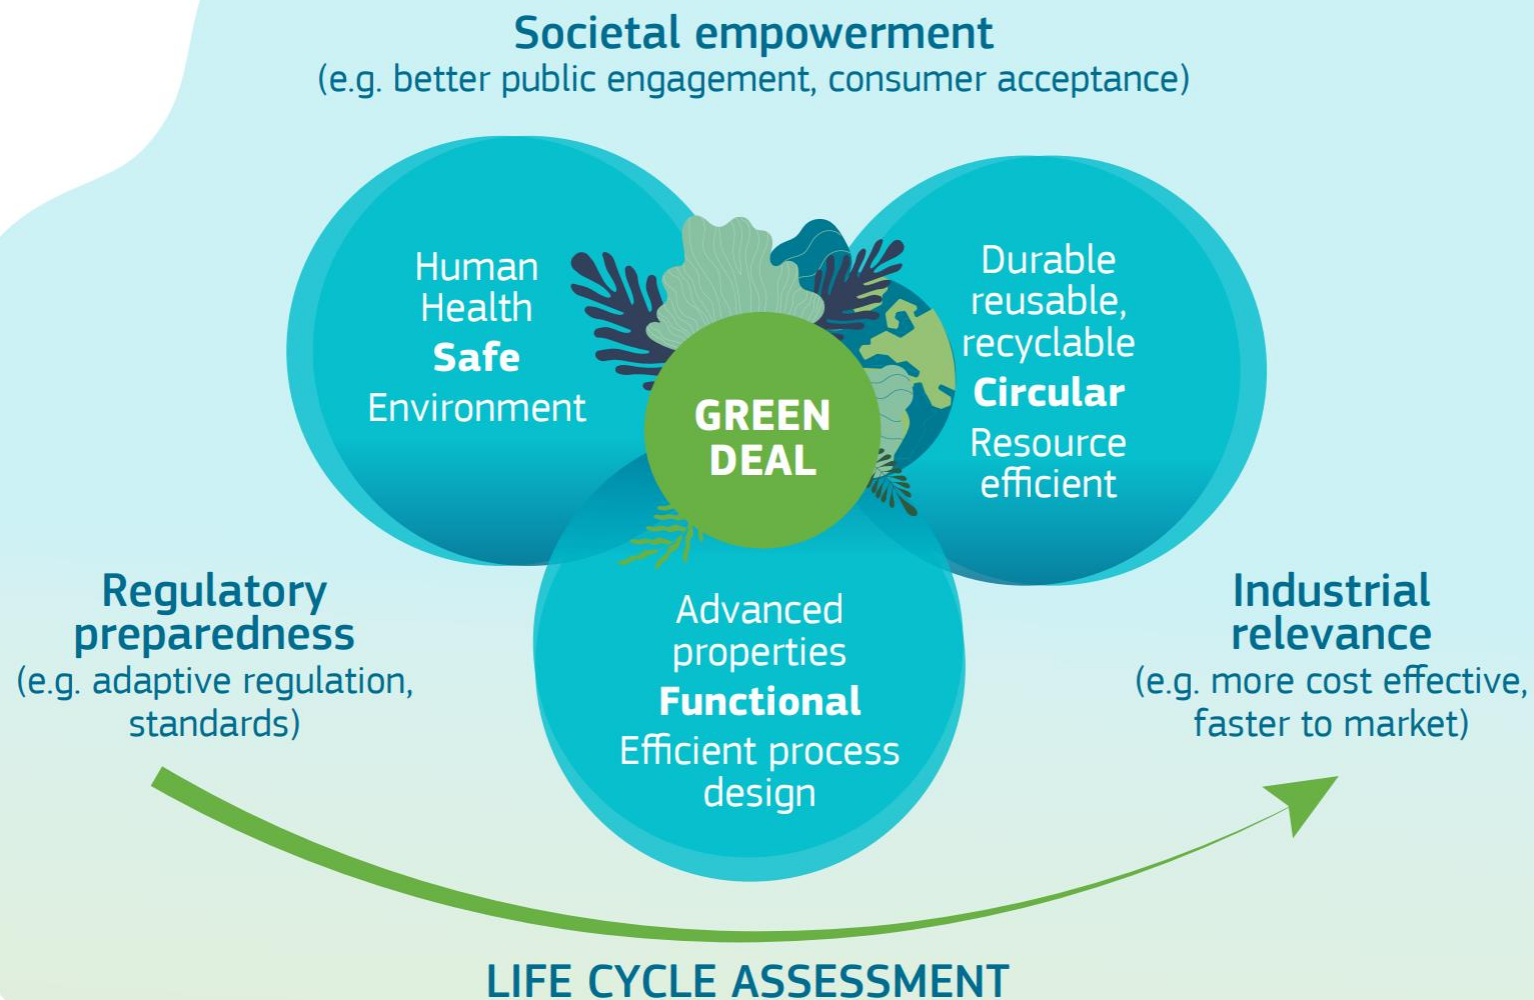 Societal empowerment
(e.g. better public engagement, consumer acceptance)
Human
Health
Safe
Environment
GREEN
DEAL
Durable
reusable,
recyclable
Circular
Resource
efficient
Advanced
properties
Functional
Efficient process
design
Regulatory
preparedness
(e.g. adaptive regulation,
standards)
Industrial
relevance
(e.g. more cost effective,
faster to market)
LIFE CYCLE ASSESSMENT